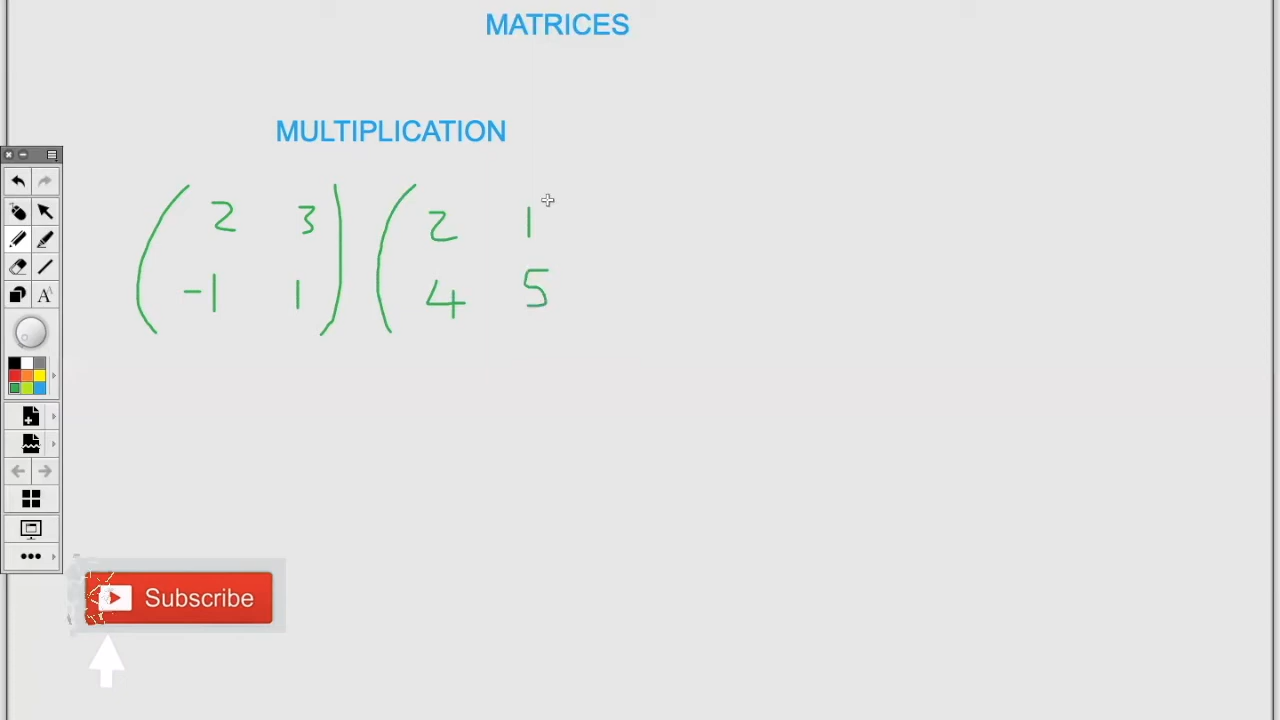 MATRICES
MULTIPLICATION
( 2 3 ) ( 2 1
-1 1 4 5
A
Subscribe